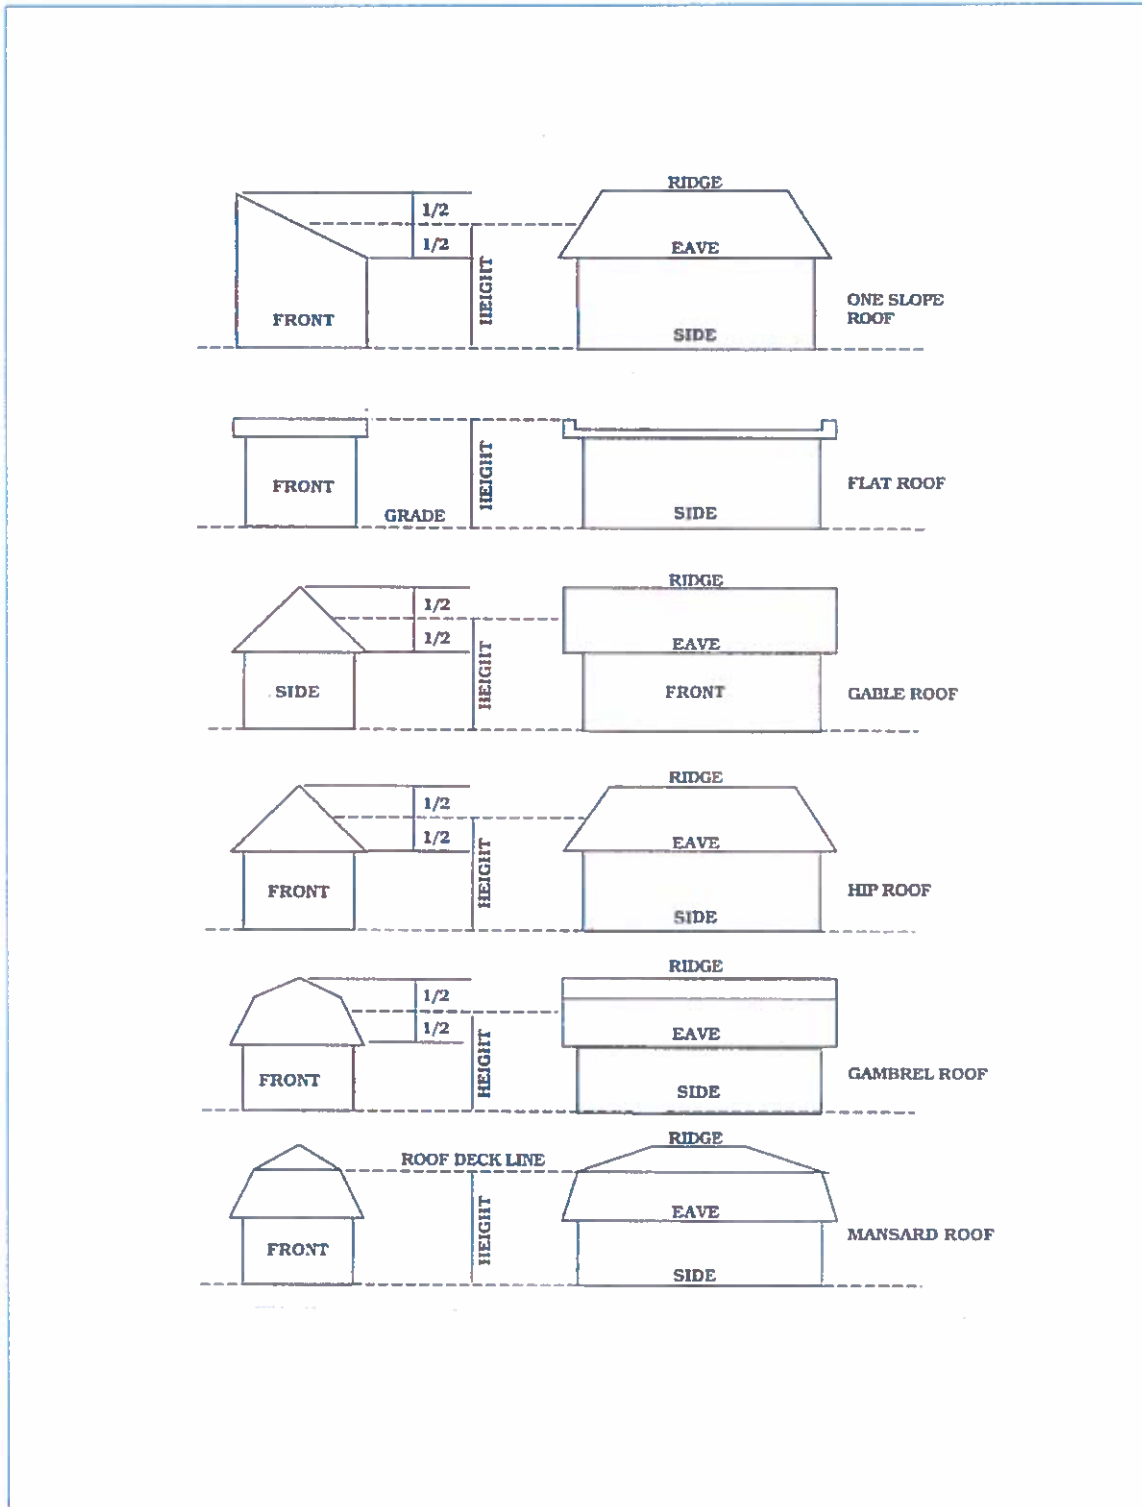 RIDGE
1/2
1/2
EAVE
HEIGHT
FRONT
SIDE
ONE SLOPE
ROOF
HEIGHT
FRONT
GRADE
SIDE
FLAT ROOF
RIDGE
1/2
1/2
EAVE
HEIGHT
SIDE
FRONT
GABLE ROOF
RIDGE
1/2
1/2
EAVE
HEIGHT
FRONT
SIDE
HIP ROOF
RIDGE
1/2
1/2
EAVE
HEIGHT
FRONT
SIDE
GAMBREL ROOF
RIDGE
ROOF DECK LINE
EAVE
HEIGHT
FRONT
SIDE
MANSARD ROOF